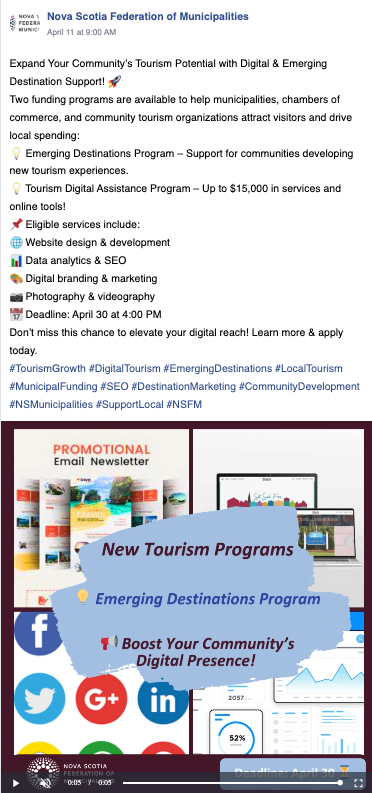 NOVA S
FEDERA
MUNIC
Nova Scotia Federation of Municipalities
April 11 at 9:00 AM
Expand Your Community's Tourism Potential with Digital & Emerging
Destination Support! 🚀
Two funding programs are available to help municipalities, chambers of
commerce, and community tourism organizations attract visitors and drive
local spending:
💡 Emerging Destinations Program – Support for communities developing
new tourism experiences.
💡 Tourism Digital Assistance Program – Up to $15,000 in services and
online tools!
📌 Eligible services include:
🌐 Website design & development
📊 Data analytics & SEO
🎨 Digital branding & marketing
📷 Photography & videography
📅 Deadline: April 30 at 4:00 PM
Don't miss this chance to elevate your digital reach! Learn more & apply
today.
#TourismGrowth #DigitalTourism #EmergingDestinations #LocalTourism
#MunicipalFunding #SEO #DestinationMarketing #CommunityDevelopment
#NSMunicipalities #SupportLocal #NSFM
PROMOTIONAL
Email Newsletter
TRAVEL
New Tourism Programs
💡 Emerging Destinations Program
📢 Boost Your Community's
Digital Presence!
f
G+
in
2057
52%
NOVA SCOTIA
FEDERATION OF
MUNICIPALITIES
Deadline: April 30 ⏳
0:05 / 0:05